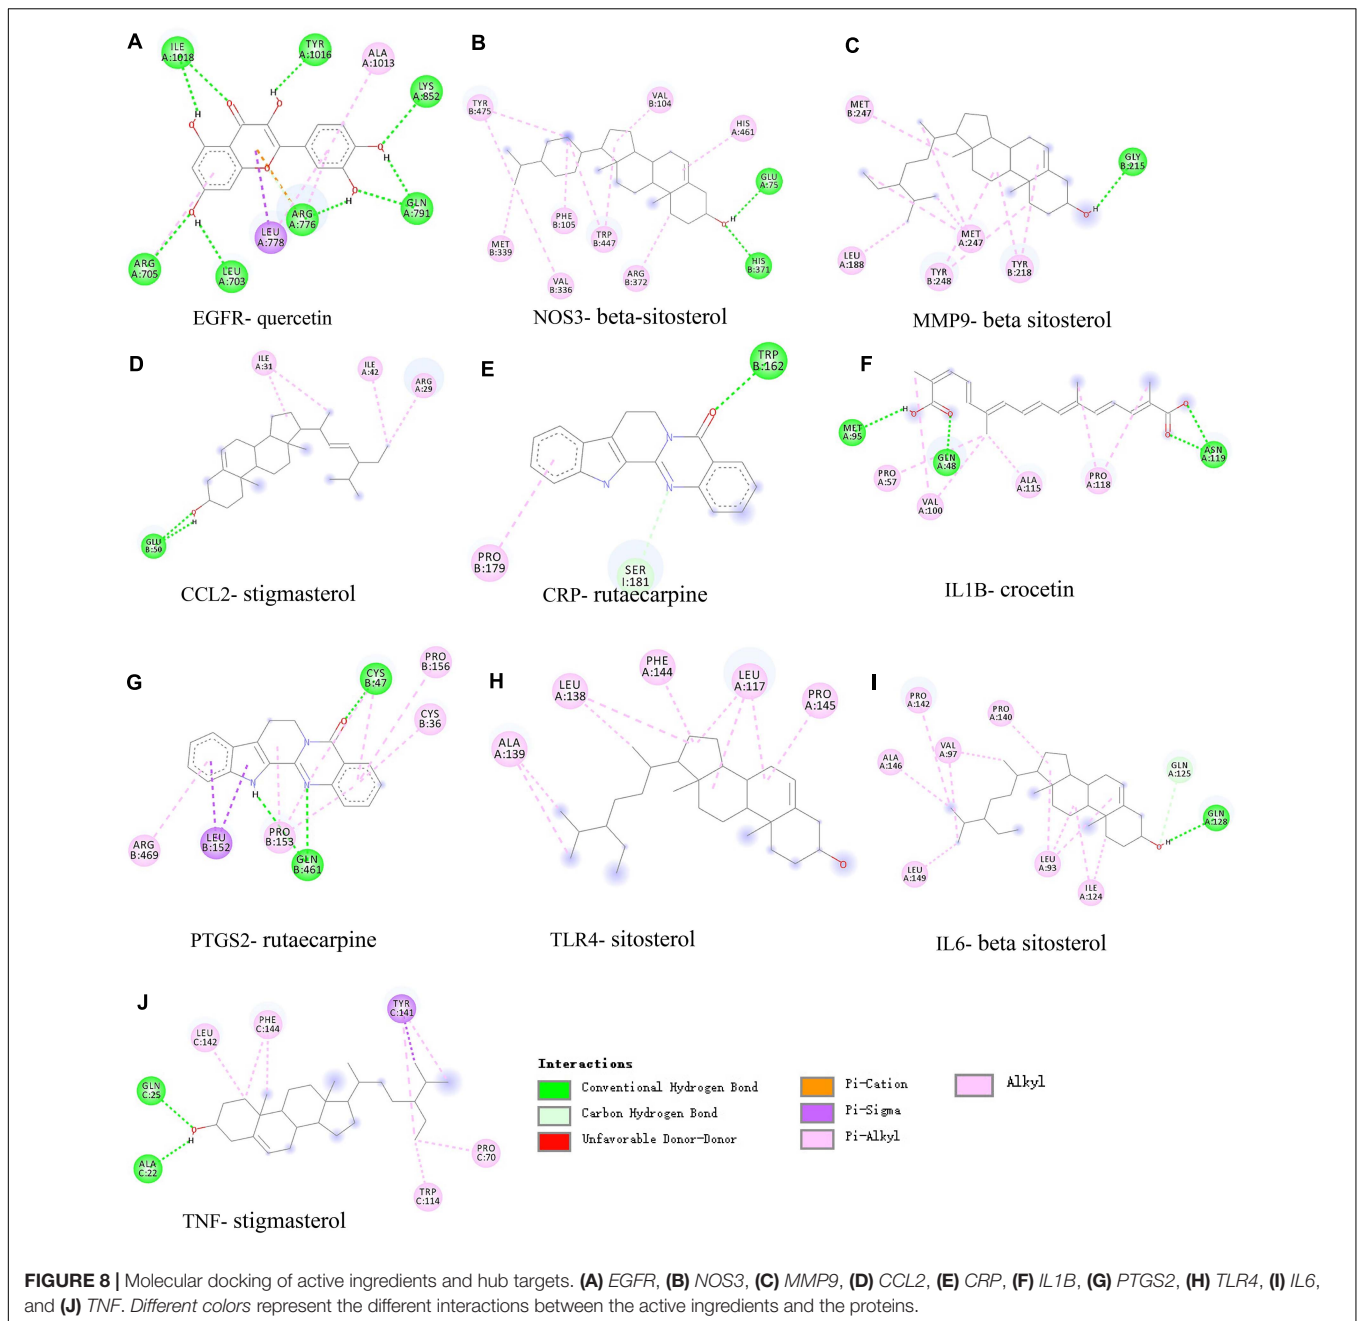 A
ILE
A:1018
TYR
A:1016
ALA
A:1013
LYS
A:852
GLN
A:791
ARG
A:776
LEU
A:778
LEU
A:703
ARG
A:705
H
O
O
H
O
O
O
H
O
H
O
H
EGFR- quercetin
B
TYR
B:475
VAL
B:104
HIS
A:461
GLU
A:75
HIS
B:371
ARG
B:372
TRP
B:447
PHE
B:105
VAL
B:336
MET
B:339
O
H
NOS3- beta-sitosterol
C
MET
B:247
GLY
B:215
LEU
A:188
MET
A:247
TYR
B:248
TYR
B:218
O
H
MMP9- beta sitosterol
D
ILE
A:31
ILE
A:42
ARG
A:29
GLU
B:50
O
H
CCL2- stigmasterol
E
TRP
B:162
O
N
N
N
PRO
B:179
SER
I:181
CRP- rutaecarpine
F
MET
A:95
GLN
A:48
PRO
A:57
VAL
A:100
ALA
A:115
PRO
A:118
ASN
A:119
H
O
O
O
O
IL1B- crocetin
G
CYS
B:47
PRO
B:156
CYS
B:36
O
N
N
N
H
ARG
B:469
LEU
B:152
PRO
B:153
GLN
B:461
PTGS2- rutaecarpine
H
LEU
A:138
PHE
A:144
LEU
A:117
PRO
A:145
ALA
A:139
O
TLR4- sitosterol
I
PRO
A:142
PRO
A:140
VAL
A:97
ALA
A:146
GLN
A:125
GLN
A:128
LEU
A:149
LEU
A:93
ILE
A:124
O
H
IL6- beta sitosterol
J
LEU
C:142
PHE
C:144
TYR
C:141
GLN
C:25
ALA
C:22
PRO
C:70
TRP
C:114
O
H
TNF- stigmasterol
Interactions
Conventional Hydrogen Bond
Carbon Hydrogen Bond
Unfavorable Donor-Donor
Pi-Cation
Pi-Sigma
Pi-Alkyl
Alkyl
FIGURE 8 | Molecular docking of active ingredients and hub targets. (A) EGFR, (B) NOS3, (C) MMP9, (D) CCL2, (E) CRP, (F) IL1B, (G) PTGS2, (H) TLR4, (I) IL6,
and (J) TNF. Different colors represent the different interactions between the active ingredients and the proteins.